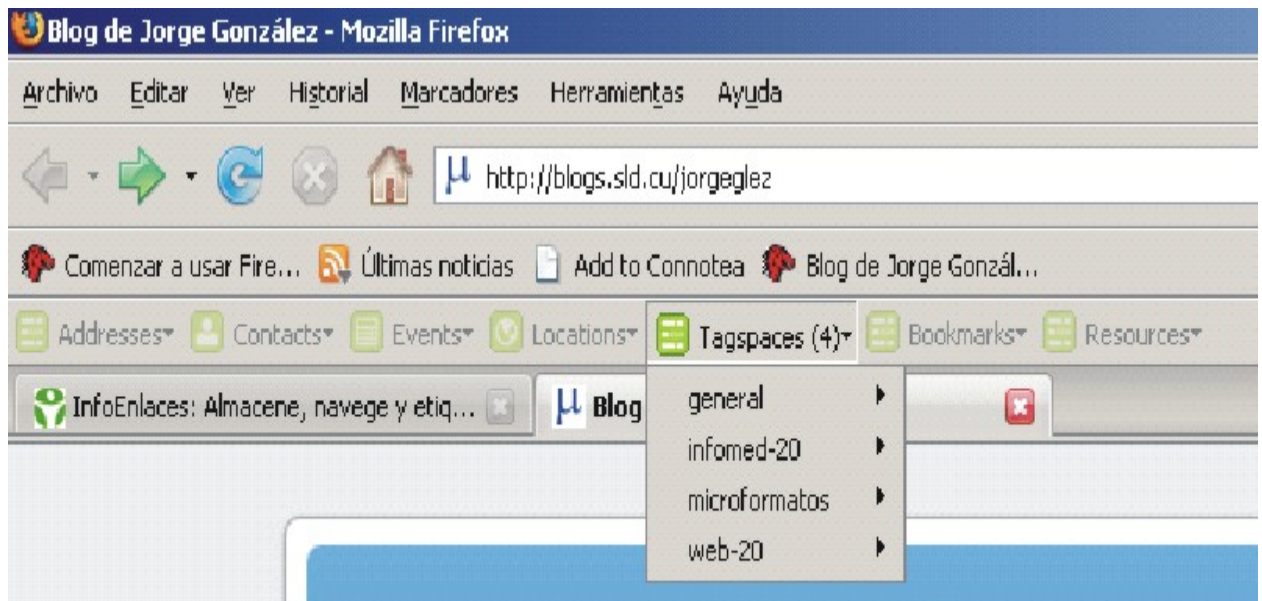 Blog de Jorge González - Mozilla Firefox
Archivo Editar Ver Historial Marcadores Herramientas Ayuda
µ http://blogs.sld.cu/jorgeglez
Comenzar a usar Fire... Últimas noticias Add to Connotea Blog de Jorge Gonzál...
Addresses Contacts Events Locations Tagspaces (4) Bookmarks Resources
InfoEnlaces: Almacene, navege y etiq... µ Blog
general
infomed-20
microformatos
web-20